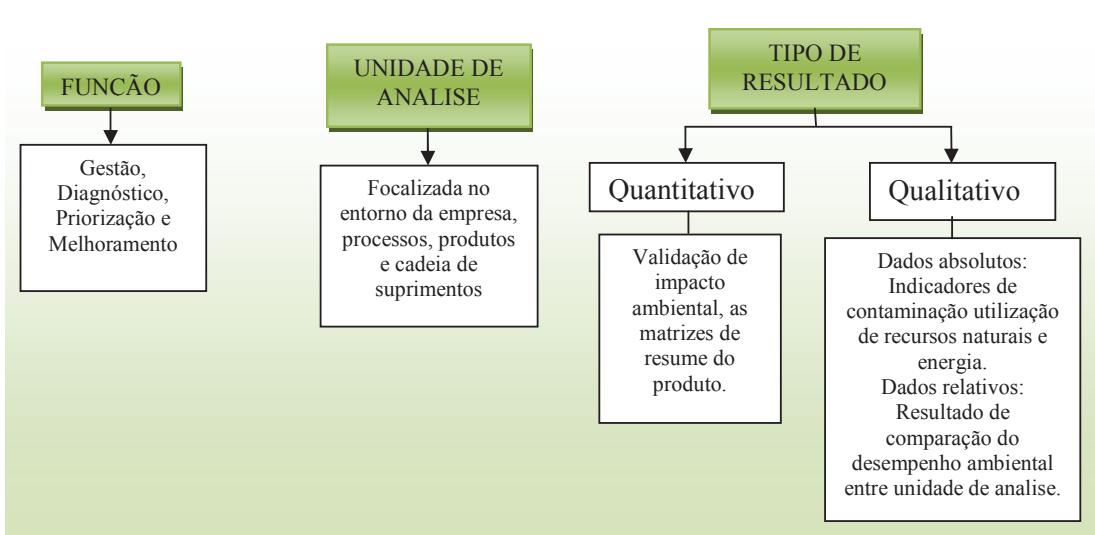 FUNCÃO
Gestão,
Diagnóstico,
Priorização e
Melhoramento
UNIDADE DE
ANALISE
Focalizada no
entorno da empresa,
processos, produtos
e cadeia de
suprimentos
TIPO DE
RESULTADO
Quantitativo
Validação de
impacto
ambiental, as
matrizes de
resume do
produto.
Qualitativo
Dados absolutos:
Indicadores de
contaminação utilização
de recursos naturais e
energia.
Dados relativos:
Resultado de
comparação do
desempenho ambiental
entre unidade de analise.